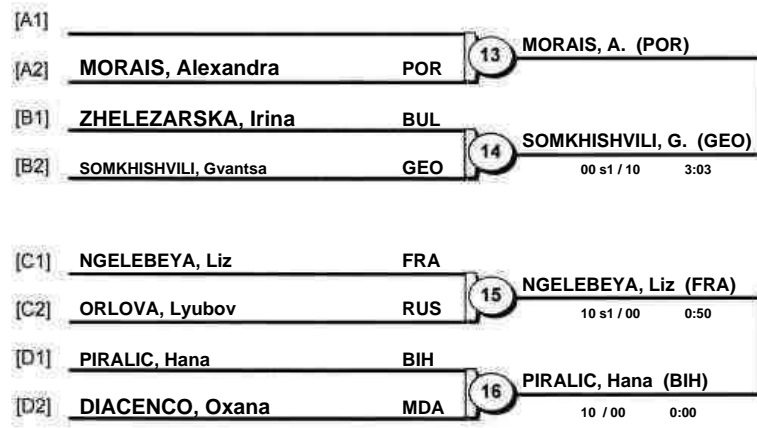 [A1]
13 MORAIS, A. (POR)
[A2] MORAIS, Alexandra POR
[B1] ZHELEZARSKA, Irina BUL
14 SOMKHISHVILI, G. (GEO)
[B2] SOMKHISHVILI, Gvantsa GEO
00 s1 / 10 3:03
[C1] NGELEBEYA, Liz FRA
15 NGELEBEYA, Liz (FRA)
[C2] ORLOVA, Lyubov RUS
10 s1 / 00 0:50
[D1] PIRALIC, Hana BIH
16 PIRALIC, Hana (BIH)
[D2] DIACENCO, Oxana MDA
10 / 00 0:00